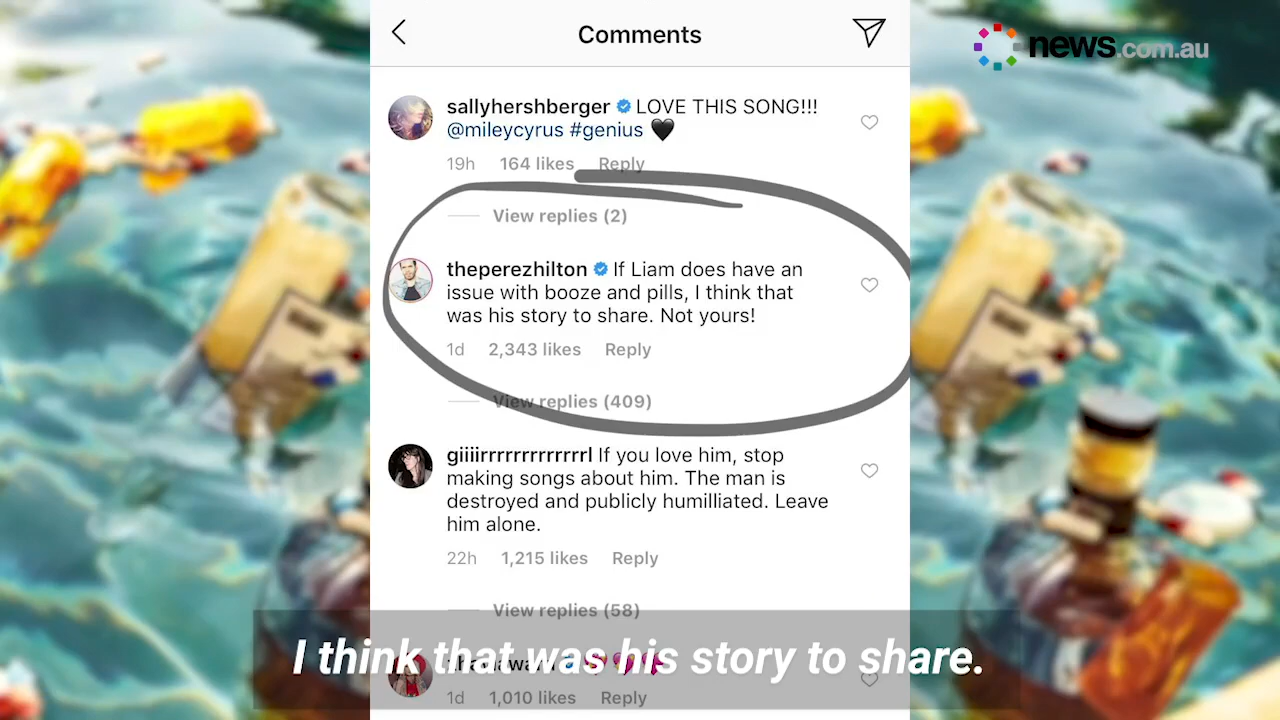 Comments
news.com.au
sallyhershberger LOVE THIS SONG!!!
@mileycyrus #genius 🖤
19h 164 likes Reply
View replies (2)
theperezhilton If Liam does have an
issue with booze and pills, I think that
was his story to share. Not yours!
1d 2,343 likes Reply
View replies (409)
giiiirrrrrrrrrrrrrl If you love him, stop
making songs about him. The man is
destroyed and publicly humilliated. Leave
him alone.
22h 1,215 likes Reply
View replies (58)
I think that was his story to share.
1d 1,010 likes Reply